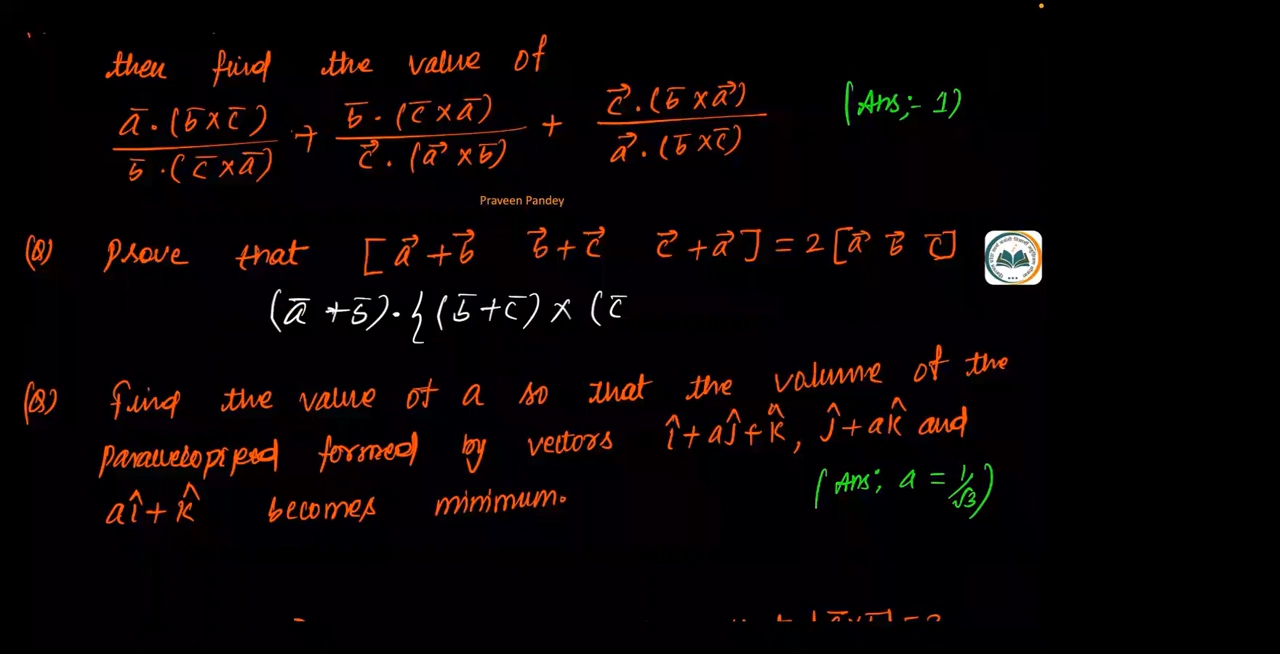 then find the value of
a̅ · (b̅ × c̅) / b̅ · (c̅ × a̅) + b̅ · (c̅ × a̅) / c⃗ · (a⃗ × b̅) + c⃗ · (b̅ × a⃗) / a⃗ · (b̅ × c̅) (Ans;- 1)
Praveen Pandey
(Q) Prove that [a⃗ + b⃗ b⃗ + c⃗ c⃗ + a⃗] = 2[a⃗ b⃗ c̅]
(a̅ + b̅) · {(b̅ + c̅) × (c̅
(Q) Find the value of a so that the volume of the
Parallelopiped formed by vectors î + aĵ + k̂, ĵ + ak̂ and
aî + k̂ becomes minimum. (Ans; a = 1/√3)